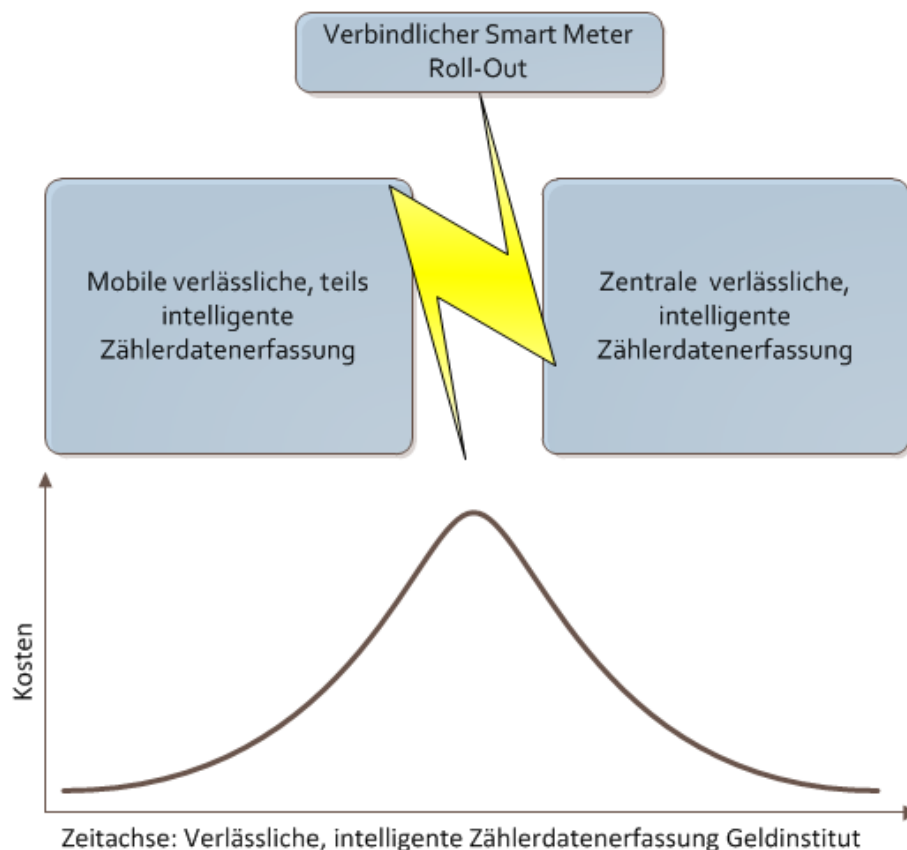 Verbindlicher Smart Meter
Roll-Out
Mobile verlässliche, teils
intelligente
Zählerdatenerfassung
Zentrale verlässliche,
intelligente
Zählerdatenerfassung
Kosten
Zeitachse: Verlässliche, intelligente Zählerdatenerfassung Geldinstitut